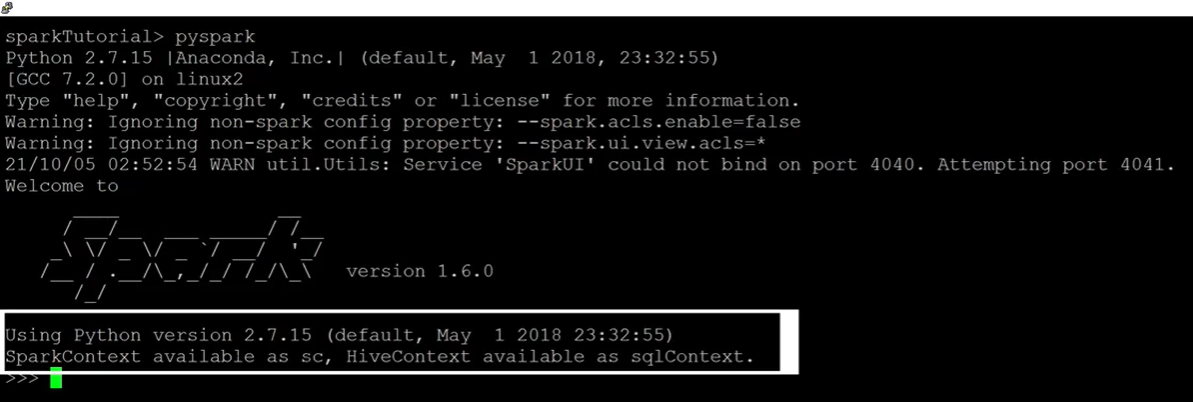 sparkTutorial> pyspark
Python 2.7.15 |Anaconda, Inc.| (default, May  1 2018, 23:32:55)
[GCC 7.2.0] on linux2
Type "help", "copyright", "credits" or "license" for more information.
Warning: Ignoring non-spark config property: --spark.acls.enable=false
Warning: Ignoring non-spark config property: --spark.ui.view.acls=*
21/10/05 02:52:54 WARN util.Utils: Service 'SparkUI' could not bind on port 4040. Attempting port 4041.
Welcome to
Spark version 1.6.0
Using Python version 2.7.15 (default, May  1 2018 23:32:55)
SparkContext available as sc, HiveContext available as sqlContext.
>>>